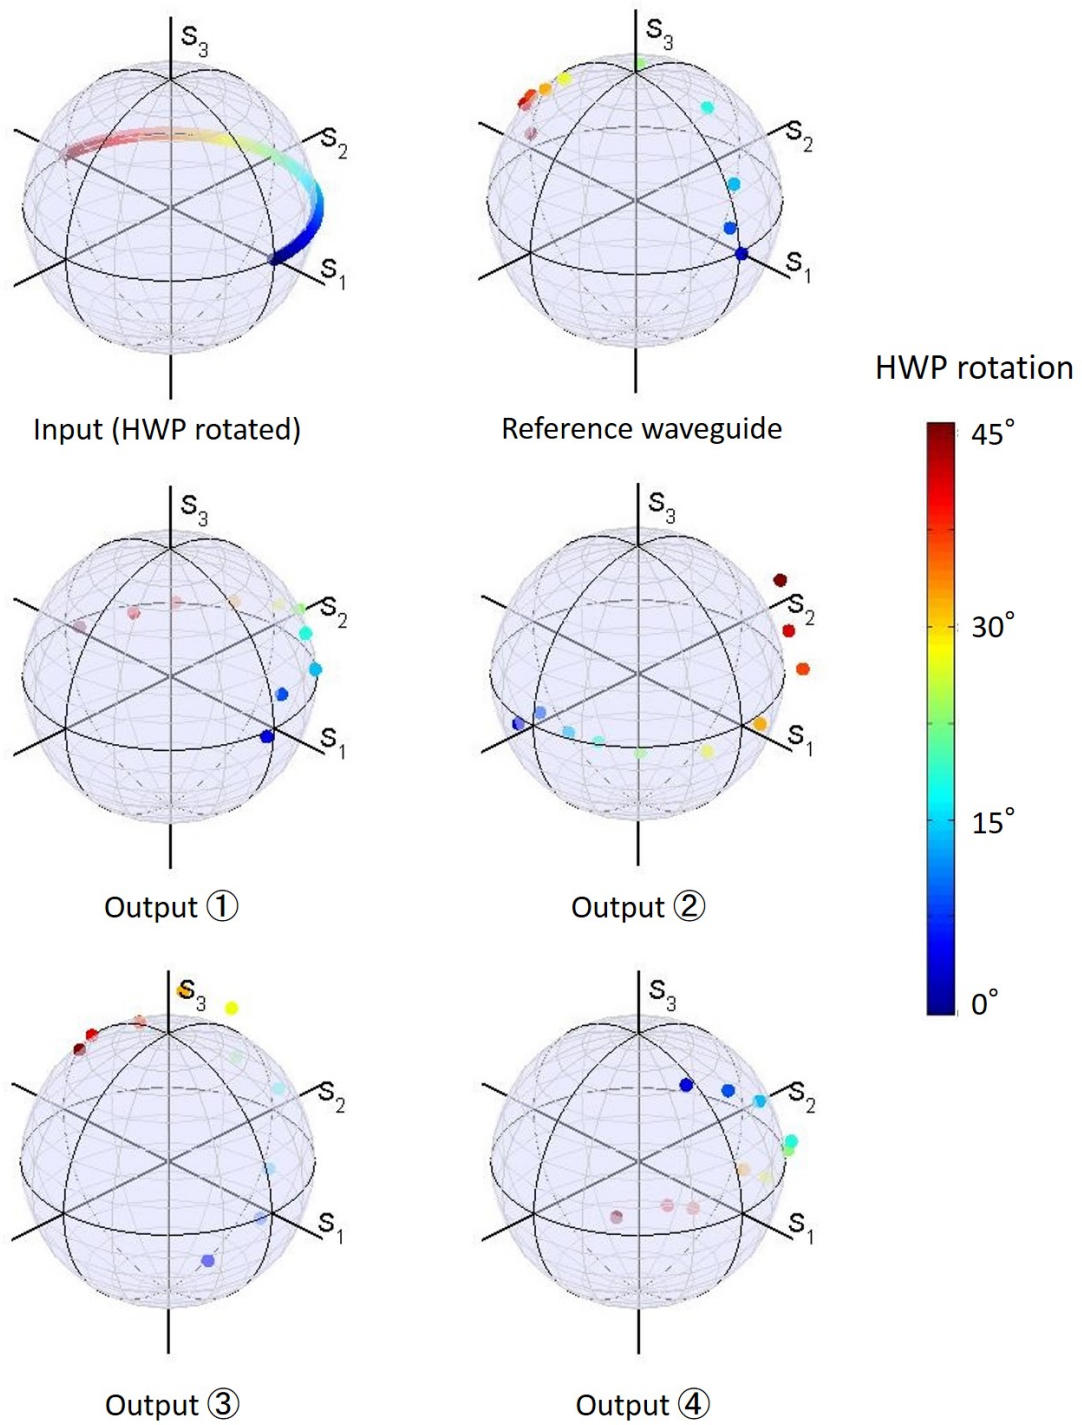 S3
S2
S1
Input (HWP rotated)
S3
S2
S1
Reference waveguide
HWP rotation
45°
30°
15°
0°
S3
S2
S1
Output ①
S3
S2
S1
Output ②
S3
S2
S1
Output ③
S3
S2
S1
Output ④